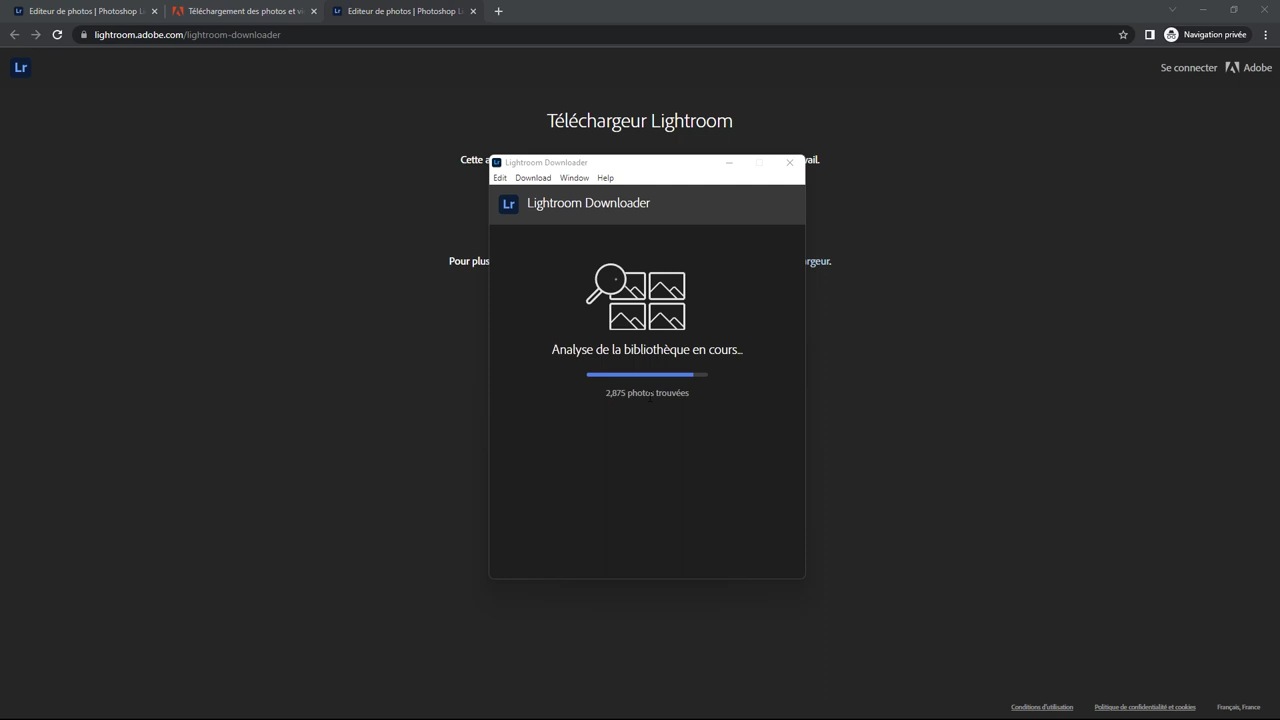 Editeur de photos | Photoshop L
Téléchargement des photos et vi
Editeur de photos | Photoshop L
lightroom.adobe.com/lightroom-downloader
Navigation privée
Lr
Se connecter
Adobe
Téléchargeur Lightroom
Cette
Lightroom Downloader
Edit Download Window Help
Lr Lightroom Downloader
Pour plus
Analyse de la bibliothèque en cours...
2,875 photos trouvées
Conditions d'utilisation
Politique de confidentialité et cookies
Français, France